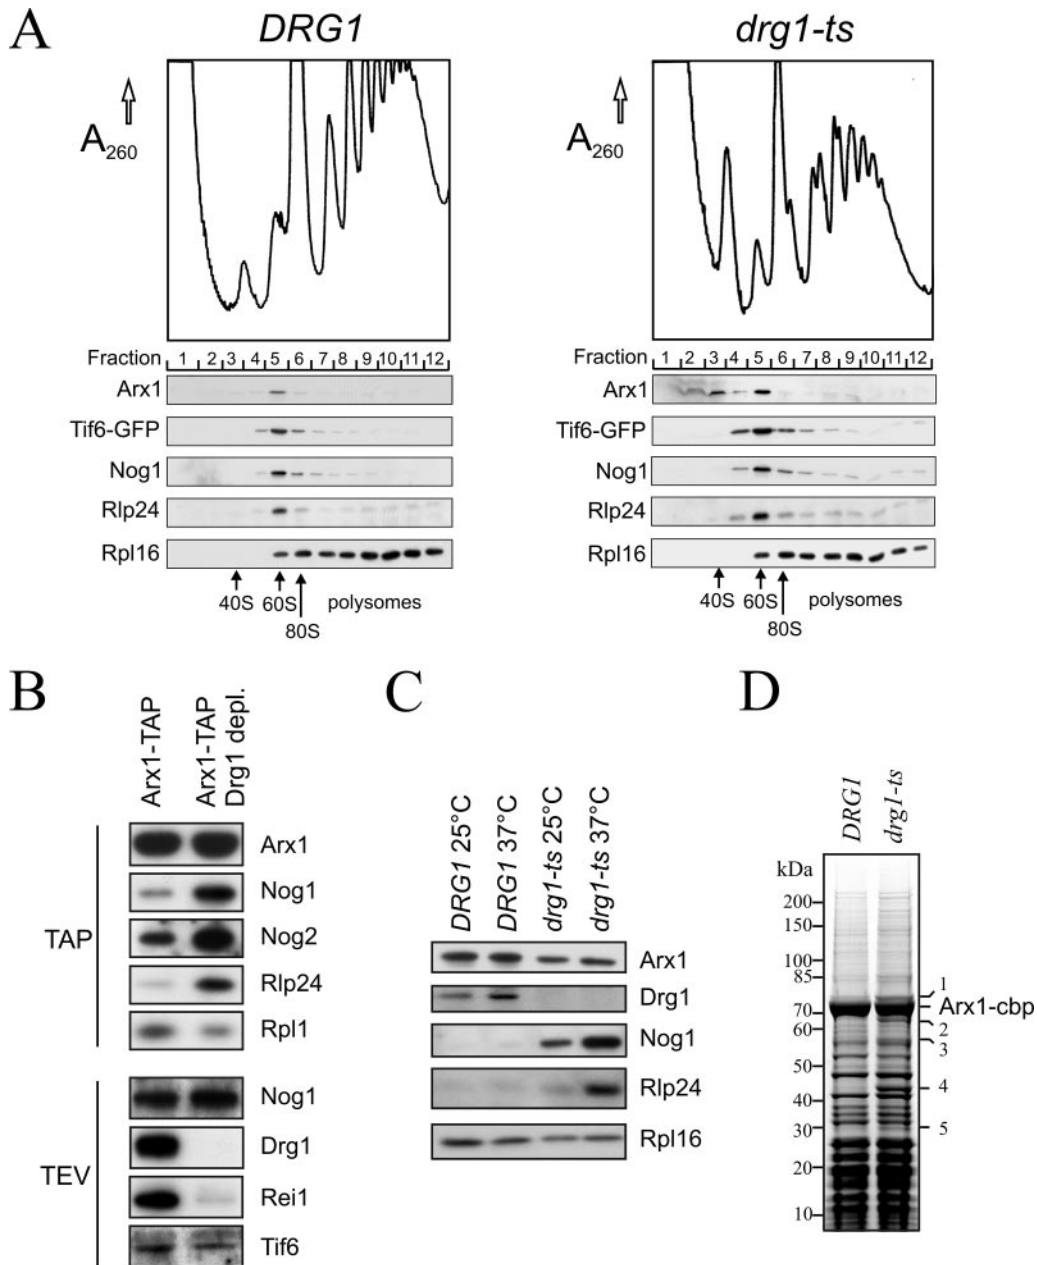 A
DRG1
drg1-ts
A260
A260
Fraction 1 2 3 4 5 6 7 8 9 10 11 12
Fraction 1 2 3 4 5 6 7 8 9 10 11 12
Arx1
Arx1
Tif6-GFP
Tif6-GFP
Nog1
Nog1
Rlp24
Rlp24
Rpl16
Rpl16
40S 60S polysomes
80S
40S 60S polysomes
80S
B
Arx1-TAP
Arx1-TAP
Drg1 depl.
TAP
Arx1
Nog1
Nog2
Rlp24
Rpl1
TEV
Nog1
Drg1
Rei1
Tif6
C
DRG1 25°C
DRG1 37°C
drg1-ts 25°C
drg1-ts 37°C
Arx1
Drg1
Nog1
Rlp24
Rpl16
D
DRG1
drg1-ts
kDa
200
150
100
85
70
60
50
40
30
20
10
1
Arx1-cbp
2
3
4
5